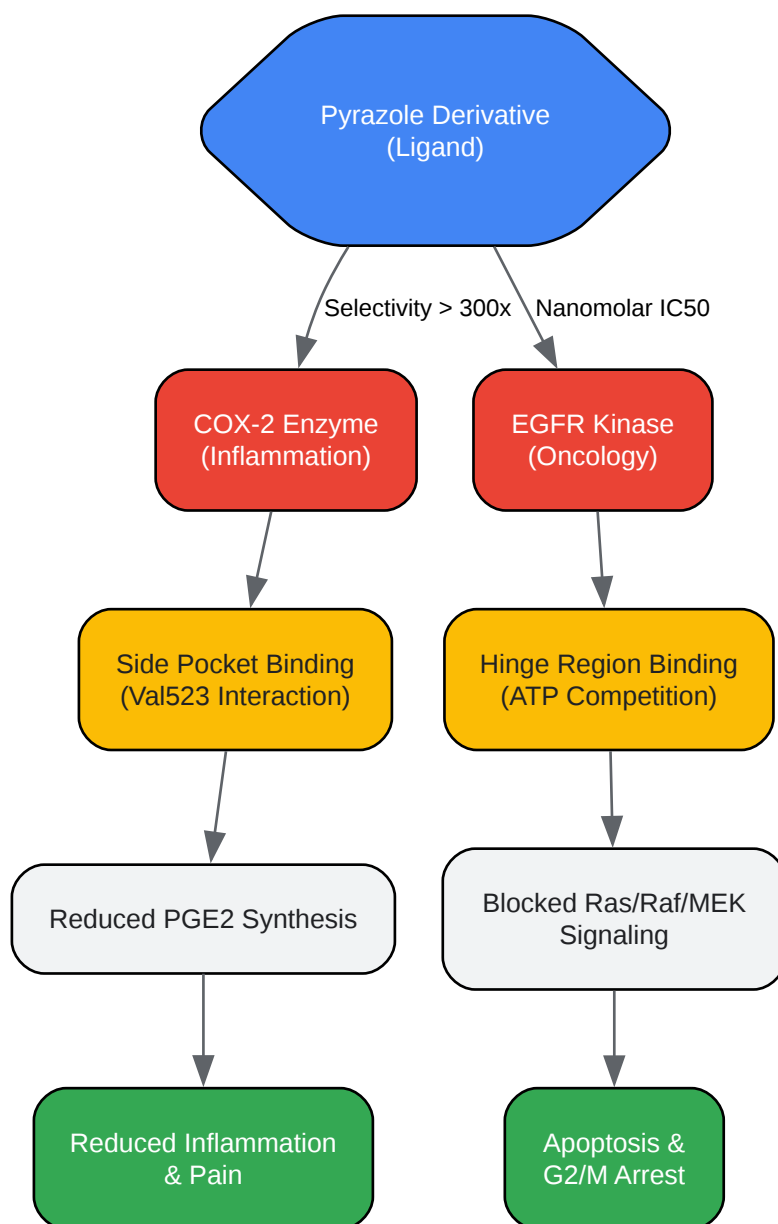 Pyrazole Derivative
(Ligand)
Selectivity > 300x
Nanomolar IC50
COX-2 Enzyme
(Inflammation)
EGFR Kinase
(Oncology)
Side Pocket Binding
(Val523 Interaction)
Hinge Region Binding
(ATP Competition)
Reduced PGE2 Synthesis
Blocked Ras/Raf/MEK
Signaling
Reduced Inflammation
& Pain
Apoptosis &
G2/M Arrest